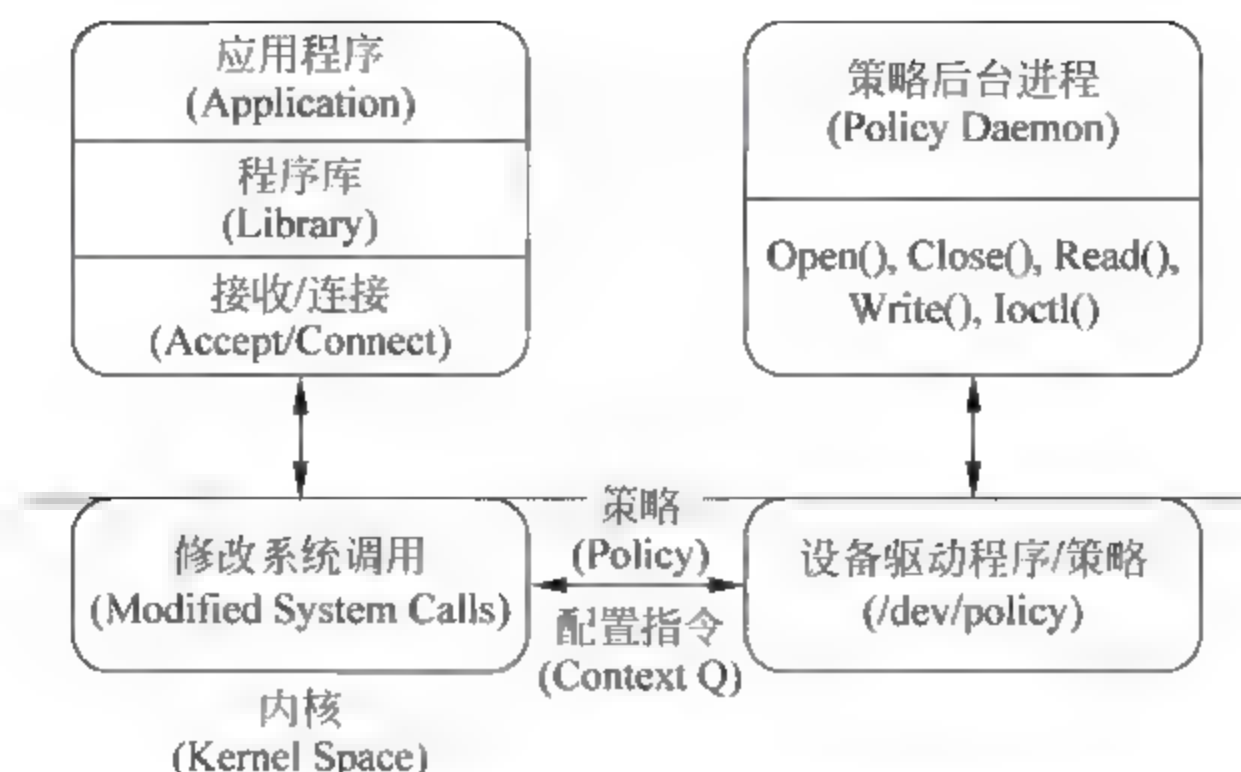 应用程序
(Application)
程序库
(Library)
接收/连接
(Accept/Connect)
策略后台进程
(Policy Daemon)
Open(), Close(), Read(),
Write(), Ioctl()
修改系统调用
(Modified System Calls)
策略
(Policy)
配置指令
(Context Q)
设备驱动程序/策略
(/dev/policy)
内核
(Kernel Space)